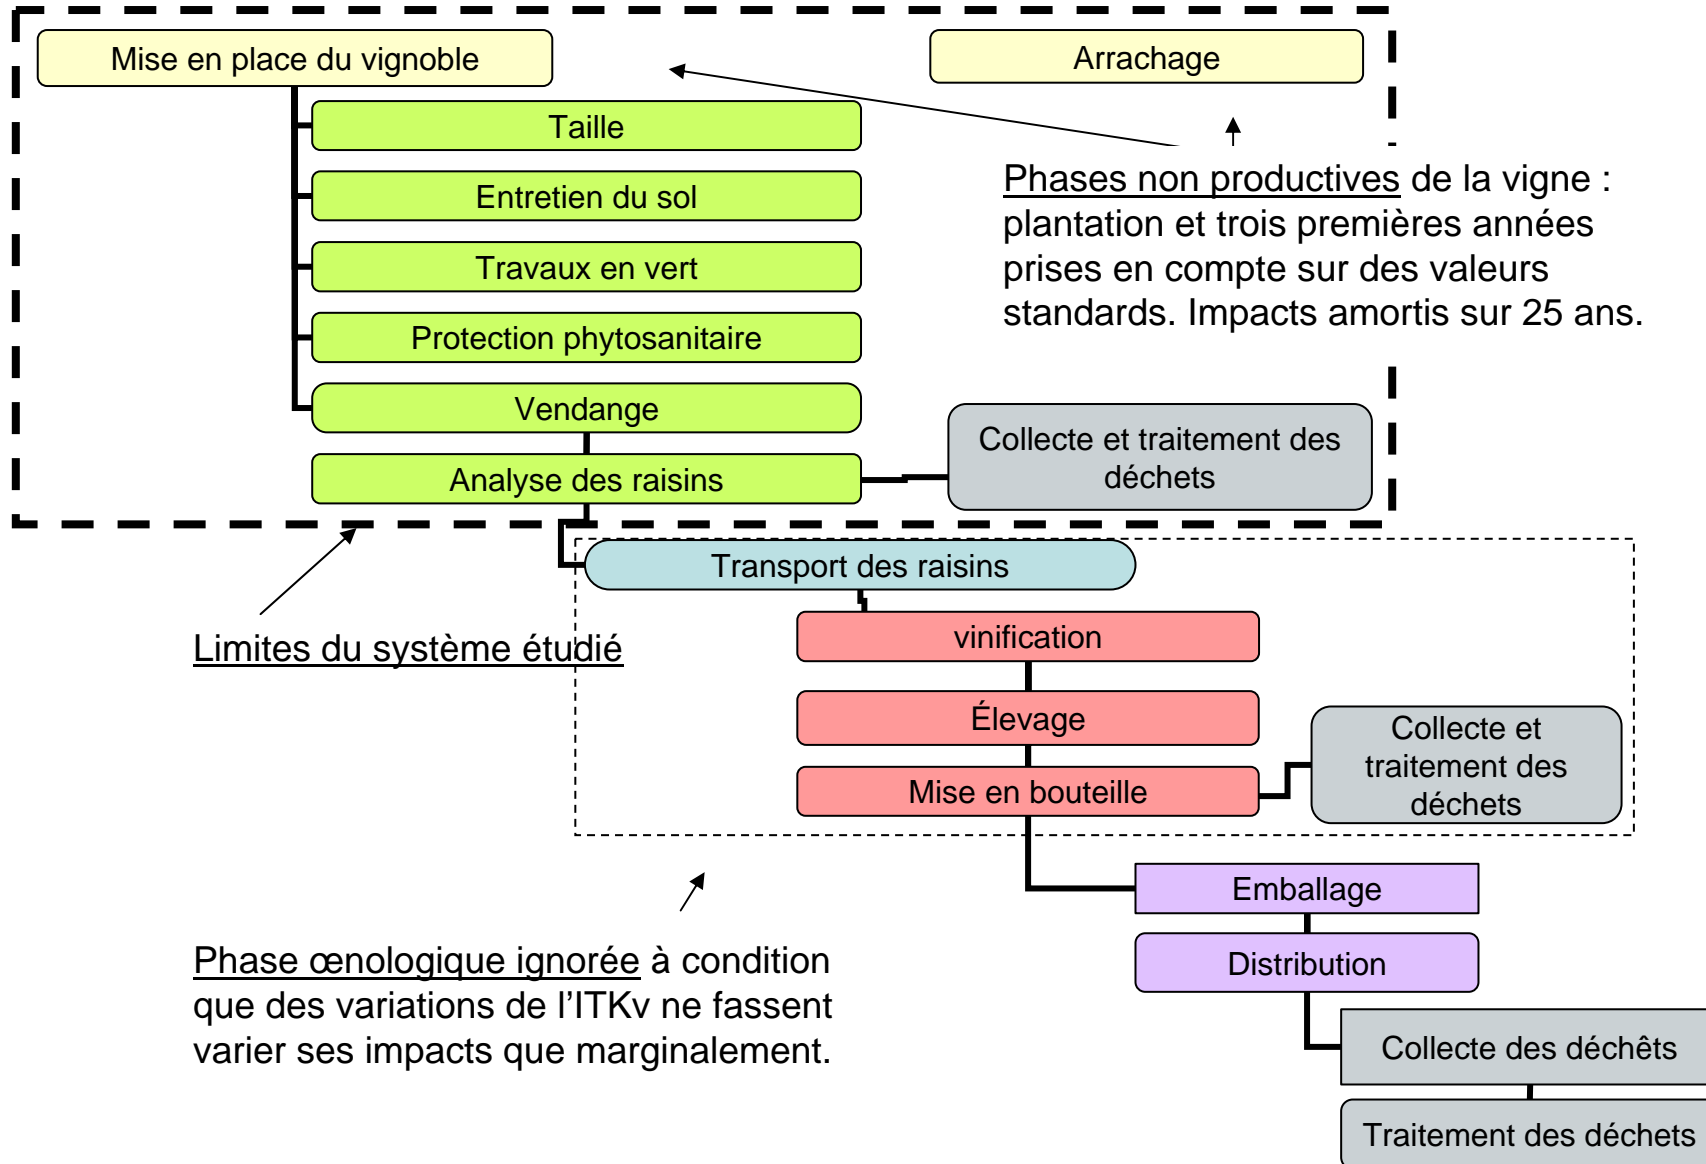 Mise en place du vignoble
Arrachage
Taille
Entretien du sol
Travaux en vert
Protection phytosanitaire
Vendange
Analyse des raisins
Phases non productives de la vigne :
plantation et trois premières années
prises en compte sur des valeurs
standards. Impacts amortis sur 25 ans.
Collecte et traitement des
déchets
Transport des raisins
Limites du système étudié
vinification
Élevage
Mise en bouteille
Collecte et
traitement des
déchets
Phase œnologique ignorée à condition
que des variations de l'ITKv ne fassent
varier ses impacts que marginalement.
Emballage
Distribution
Collecte des déchêts
Traitement des déchets